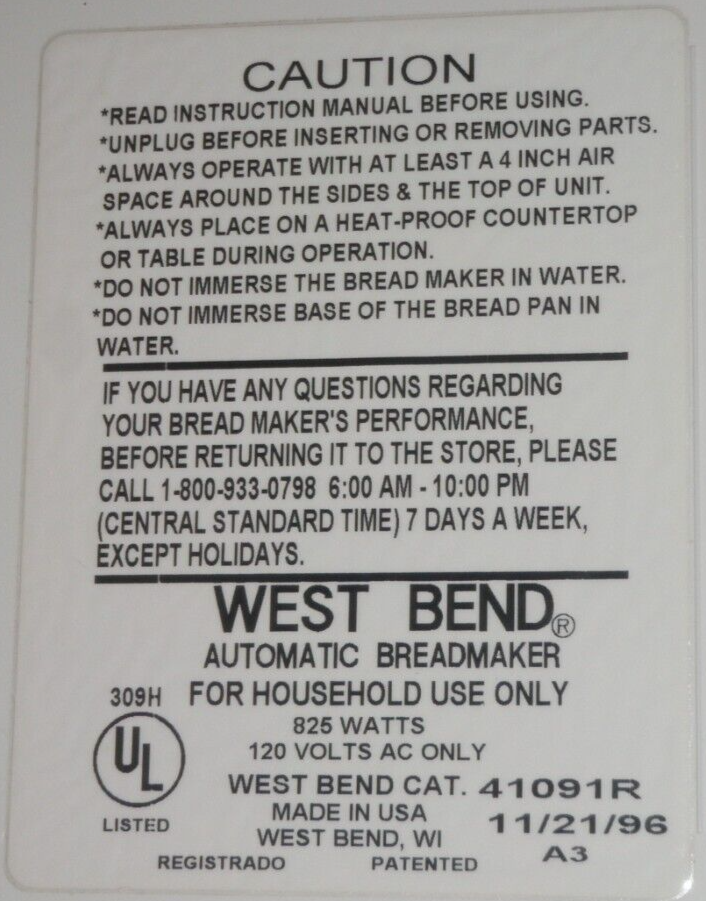 CAUTION
*READ INSTRUCTION MANUAL BEFORE USING.
*UNPLUG BEFORE INSERTING OR REMOVING PARTS.
*ALWAYS OPERATE WITH AT LEAST A 4 INCH AIR
SPACE AROUND THE SIDES & THE TOP OF UNIT.
*ALWAYS PLACE ON A HEAT-PROOF COUNTERTOP
OR TABLE DURING OPERATION.
*DO NOT IMMERSE THE BREAD MAKER IN WATER.
*DO NOT IMMERSE BASE OF THE BREAD PAN IN
WATER.
IF YOU HAVE ANY QUESTIONS REGARDING
YOUR BREAD MAKER'S PERFORMANCE,
BEFORE RETURNING IT TO THE STORE, PLEASE
CALL 1-800-933-0798 6:00 AM - 10:00 PM
(CENTRAL STANDARD TIME) 7 DAYS A WEEK,
EXCEPT HOLIDAYS.
WEST BEND®
AUTOMATIC BREADMAKER
309H FOR HOUSEHOLD USE ONLY
825 WATTS
UL
120 VOLTS AC ONLY
WEST BEND CAT. 41091R
MADE IN USA 11/21/96
LISTED
WEST BEND, WI
A3
REGISTRADO PATENTED